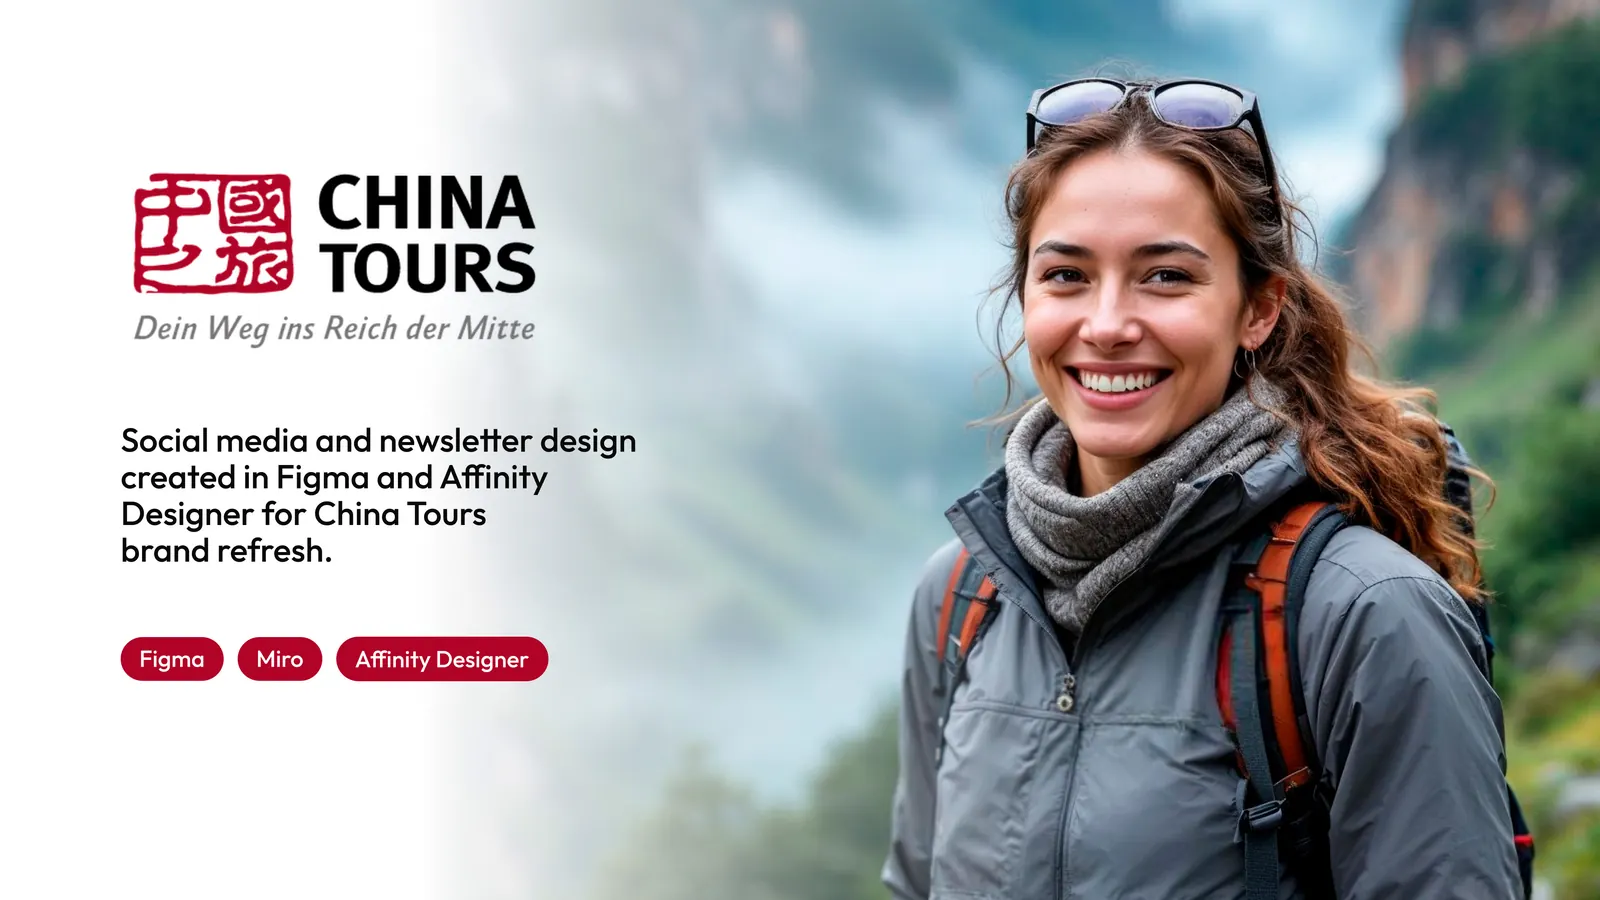 中國之旅
CHINA
TOURS
Dein Weg ins Reich der Mitte
Social media and newsletter design
created in Figma and Affinity
Designer for China Tours
brand refresh.
Figma
Miro
Affinity Designer